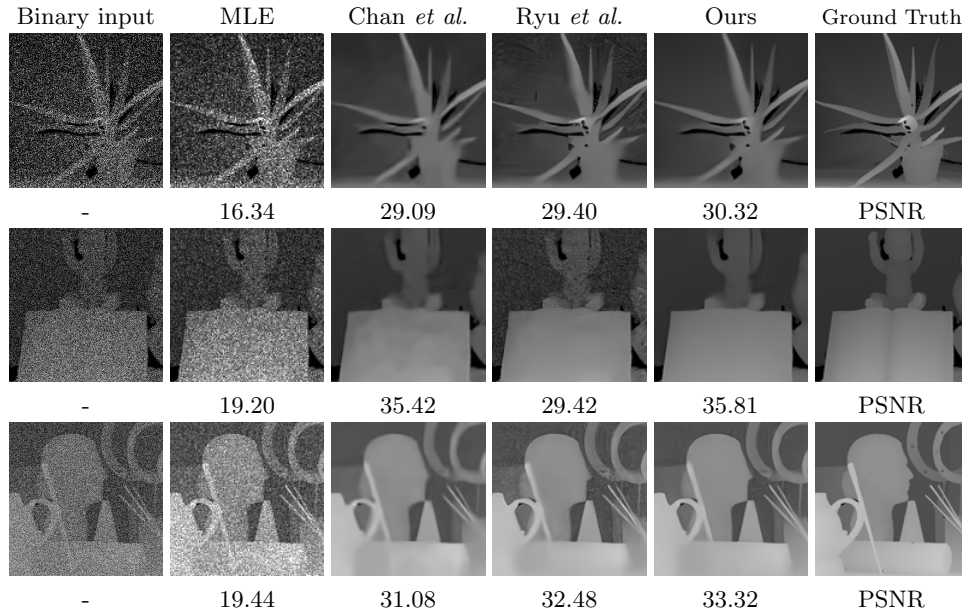 Binary input MLE Chan et al. Ryu et al. Ours Ground Truth
- 16.34 29.09 29.40 30.32 PSNR
- 19.20 35.42 29.42 35.81 PSNR
- 19.44 31.08 32.48 33.32 PSNR